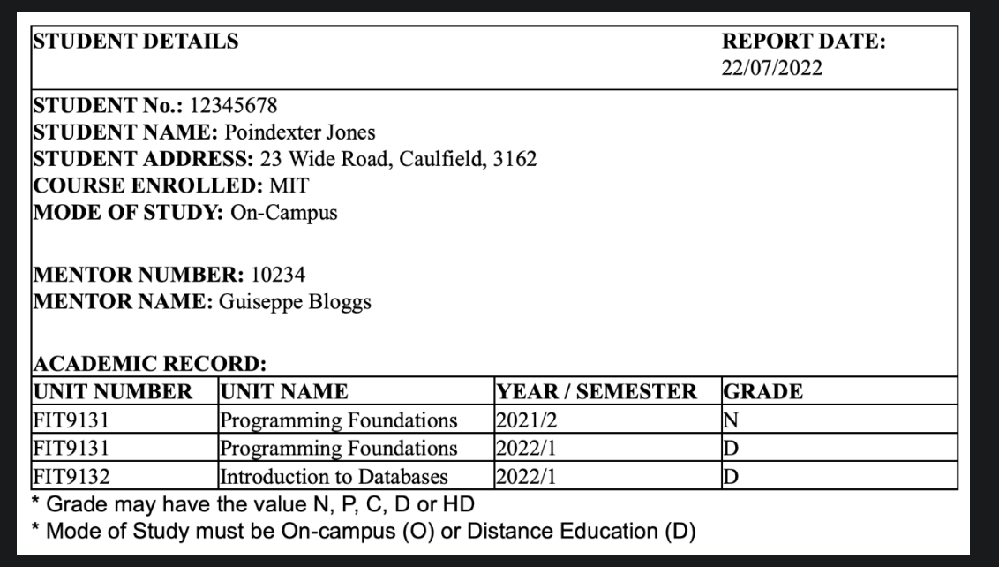 STUDENT DETAILS REPORT DATE:
22/07/2022
STUDENT No.: 12345678
STUDENT NAME: Poindexter Jones
STUDENT ADDRESS: 23 Wide Road, Caulfield, 3162
COURSE ENROLLED: MIT
MODE OF STUDY: On-Campus
MENTOR NUMBER: 10234
MENTOR NAME: Guiseppe Bloggs
ACADEMIC RECORD:
UNIT NUMBER UNIT NAME YEAR / SEMESTER GRADE
FIT9131 Programming Foundations 2021/2 N
FIT9131 Programming Foundations 2022/1 D
FIT9132 Introduction to Databases 2022/1 D
* Grade may have the value N, P, C, D or HD
* Mode of Study must be On-campus (O) or Distance Education (D)